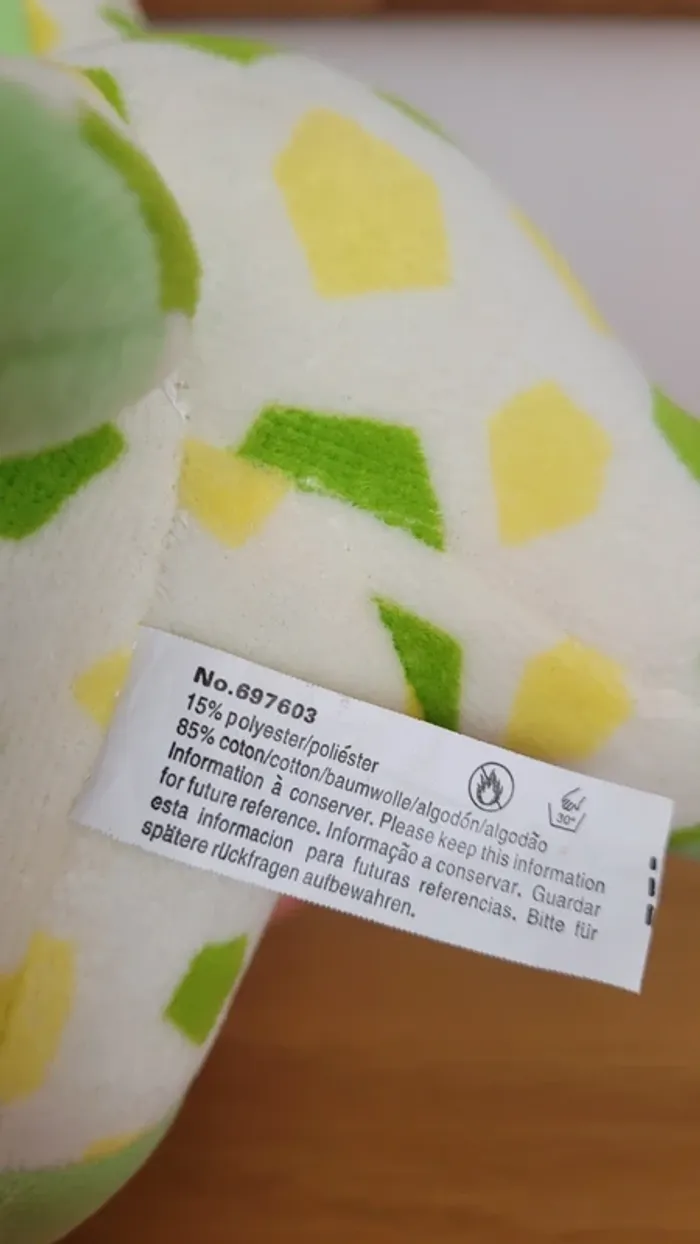 No.697603
15% polyester/poliéster
85% coton/cotton/baumwolle/algodón/algodão
Information à conserver. Please keep this information
for future reference. Informação a conservar. Guardar
esta informacion para futuras referencias. Bitte für
spätere rückfragen aufbewahren.
30°